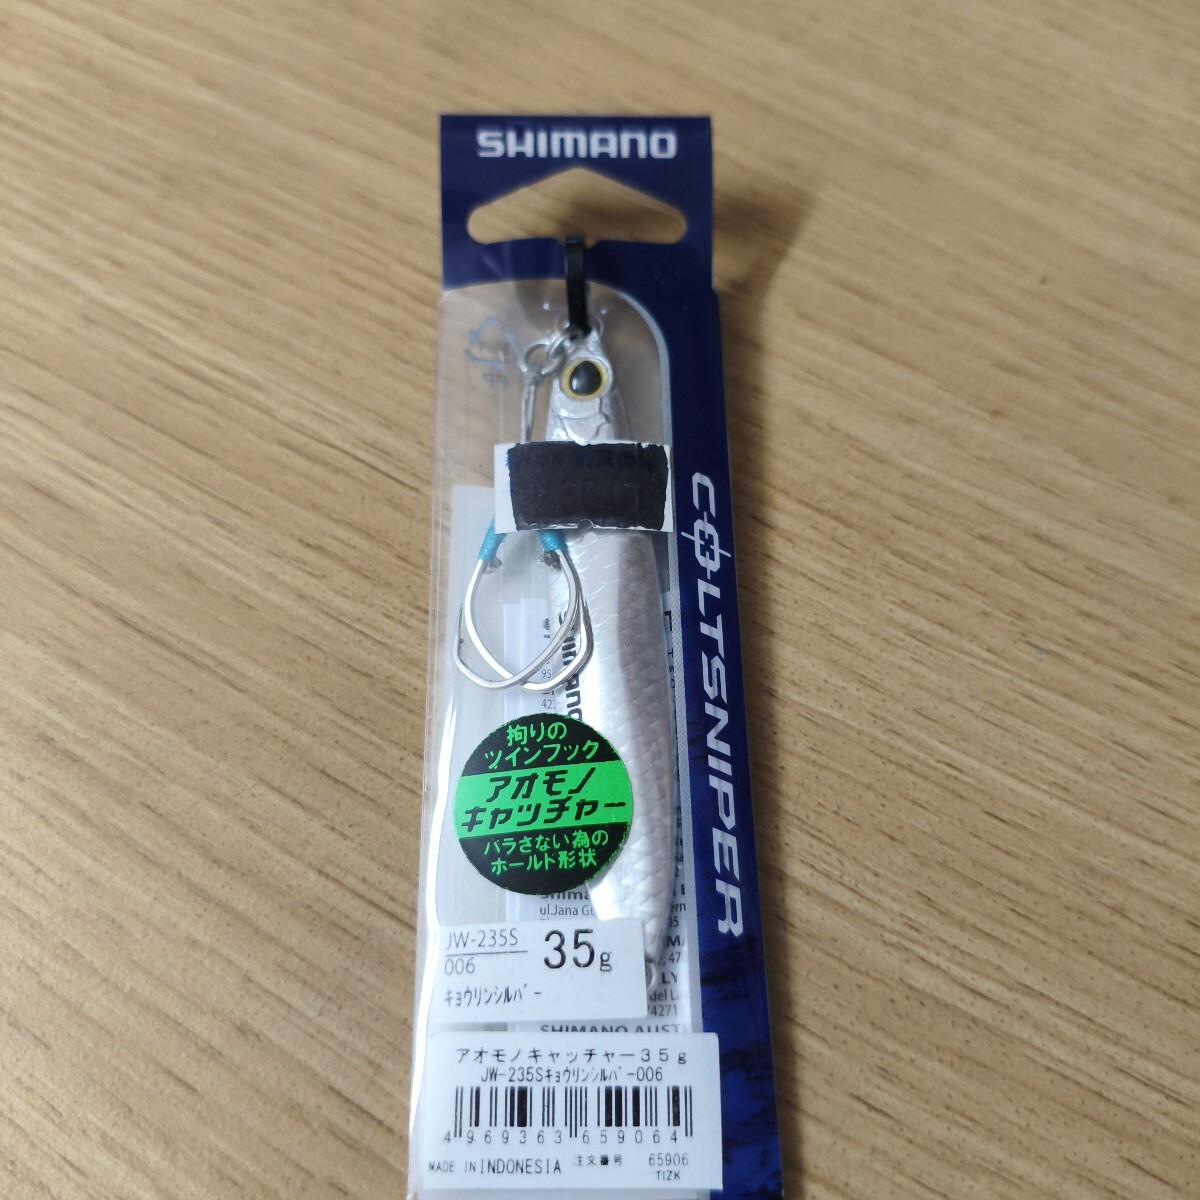 SHIMANO
COLTSNIPER
拘りの
ツインフック
アオモノ
キャッチャー
バラさない為の
ホールド形状
JW-235S
006
35g
ｷｮｳﾘﾝｼﾙﾊﾞｰ
ul.Jana Gu
SHIMANO AUST
アオモノキャッチャー３５ｇ
JW-235Sｷｮｳﾘﾝｼﾙﾊﾞｰ-006
4 969363 659064
MADE IN INDONESIA 注文番号 65906
TIZK